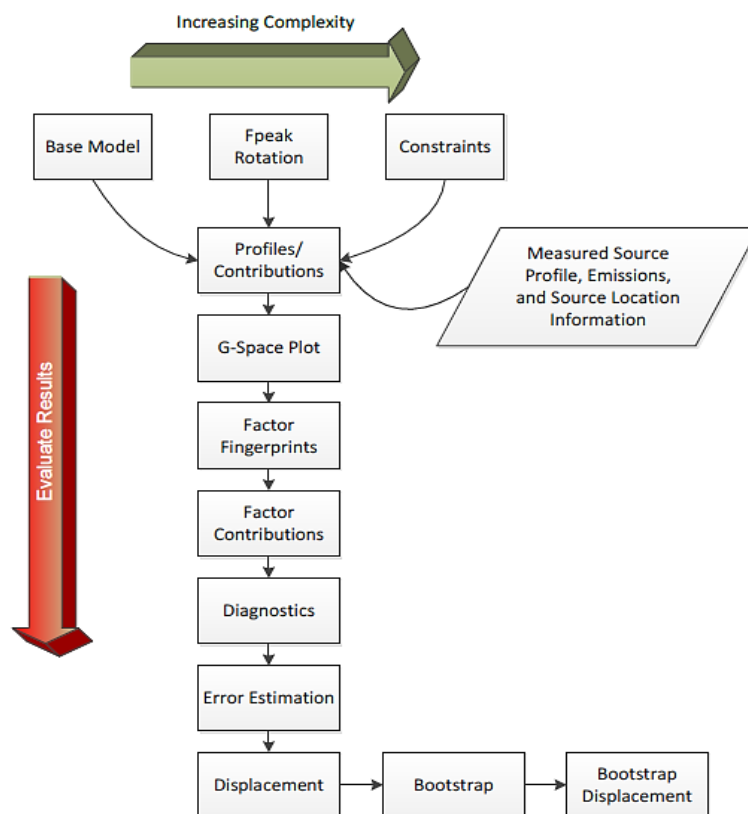 Increasing Complexity
Base Model
Fpeak
Rotation
Constraints
Profiles/
Contributions
Measured Source
Profile, Emissions,
and Source Location
Information
G-Space Plot
Evaluate Results
Factor
Fingerprints
Factor
Contributions
Diagnostics
Error Estimation
Displacement
Bootstrap
Bootstrap
Displacement